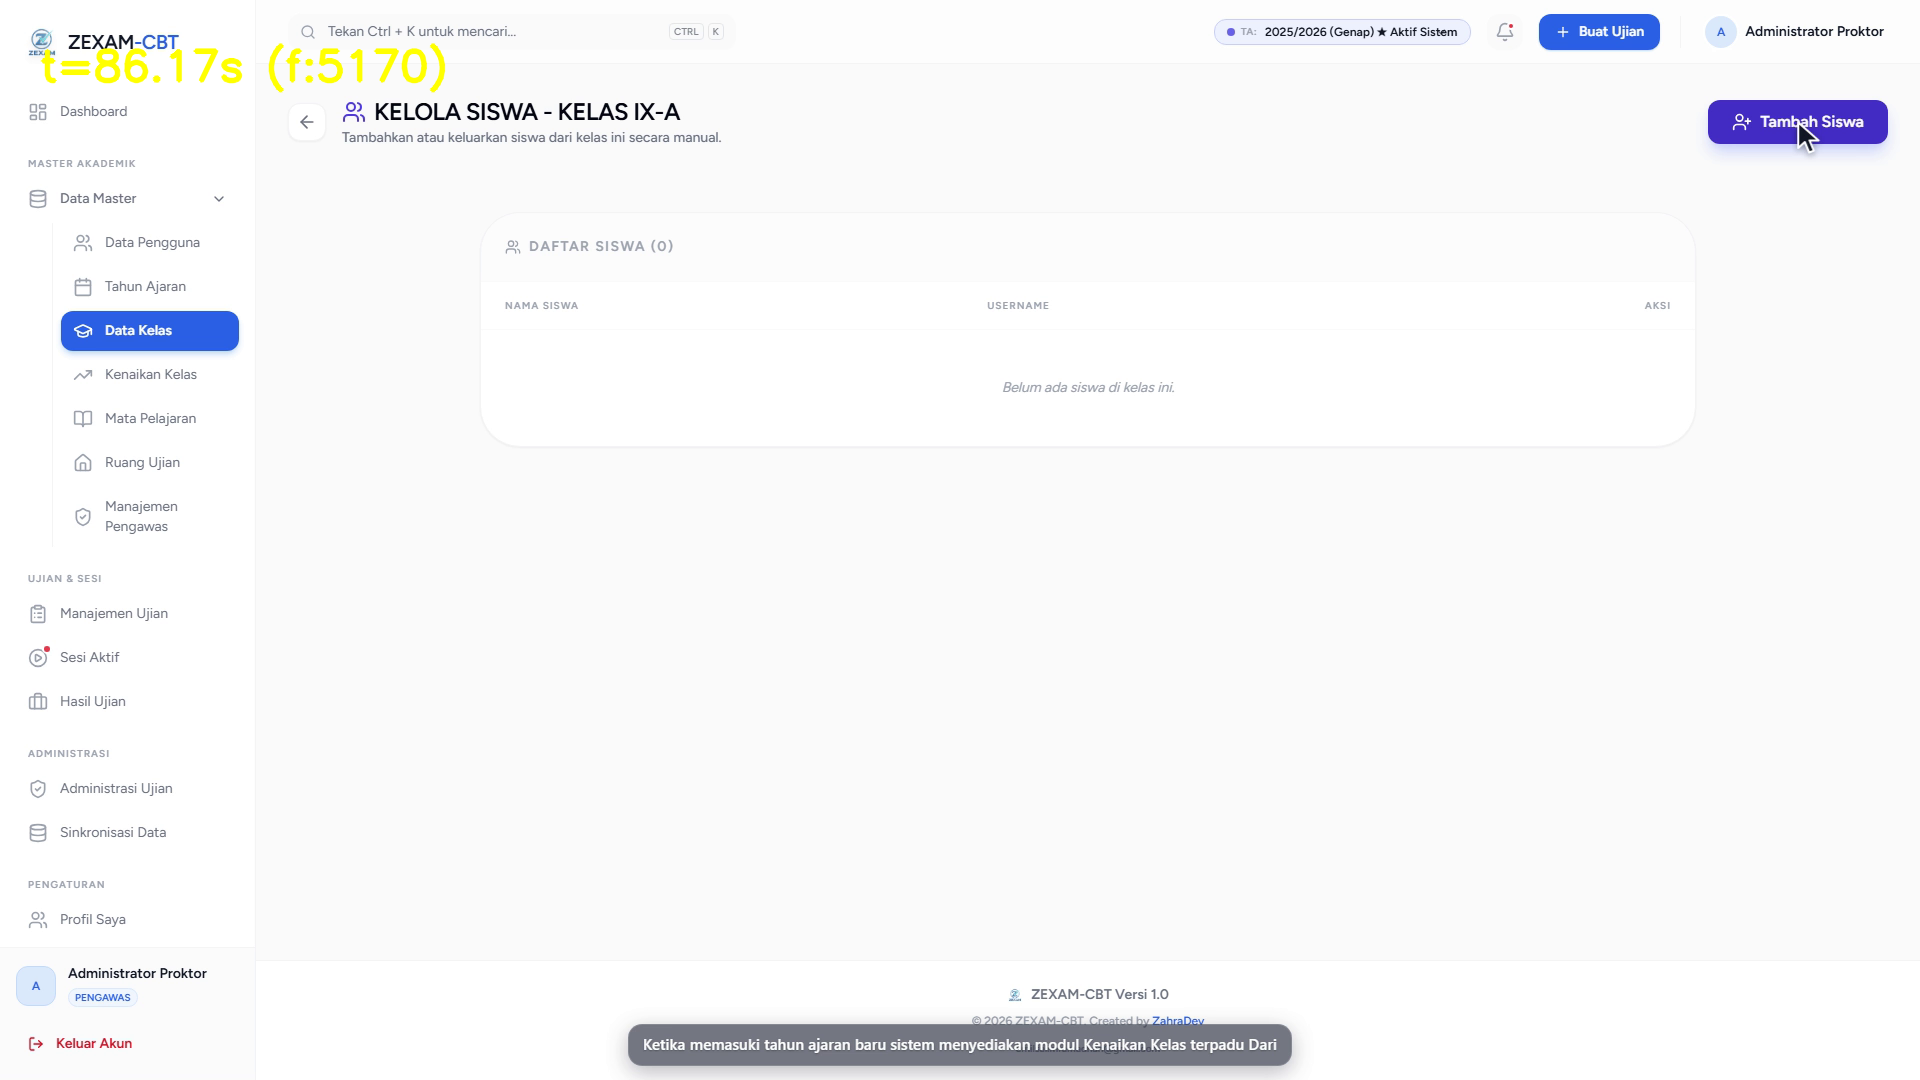 ZEXAM-CBT
ZEXAM
t=86.17s (f:5170)
Tekan Ctrl + K untuk mencari...
CTRL K
TA: 2025/2026 (Genap) ★ Aktif Sistem
+ Buat Ujian
A
Administrator Proktor
Dashboard
MASTER AKADEMIK
Data Master
Data Pengguna
Tahun Ajaran
Data Kelas
Kenaikan Kelas
Mata Pelajaran
Ruang Ujian
Manajemen
Pengawas
UJIAN & SESI
Manajemen Ujian
Sesi Aktif
Hasil Ujian
ADMINISTRASI
Administrasi Ujian
Sinkronisasi Data
PENGATURAN
Profil Saya
A
Administrator Proktor
PENGAWAS
Keluar Akun
KELOLA SISWA - KELAS IX-A
Tambahkan atau keluarkan siswa dari kelas ini secara manual.
Tambah Siswa
DAFTAR SISWA (0)
NAMA SISWA USERNAME AKSI
Belum ada siswa di kelas ini.
ZEXAM-CBT Versi 1.0
© 2026 ZEXAM-CBT. Created by ZahraDev
Ketika memasuki tahun ajaran baru sistem menyediakan modul Kenaikan Kelas terpadu Dari